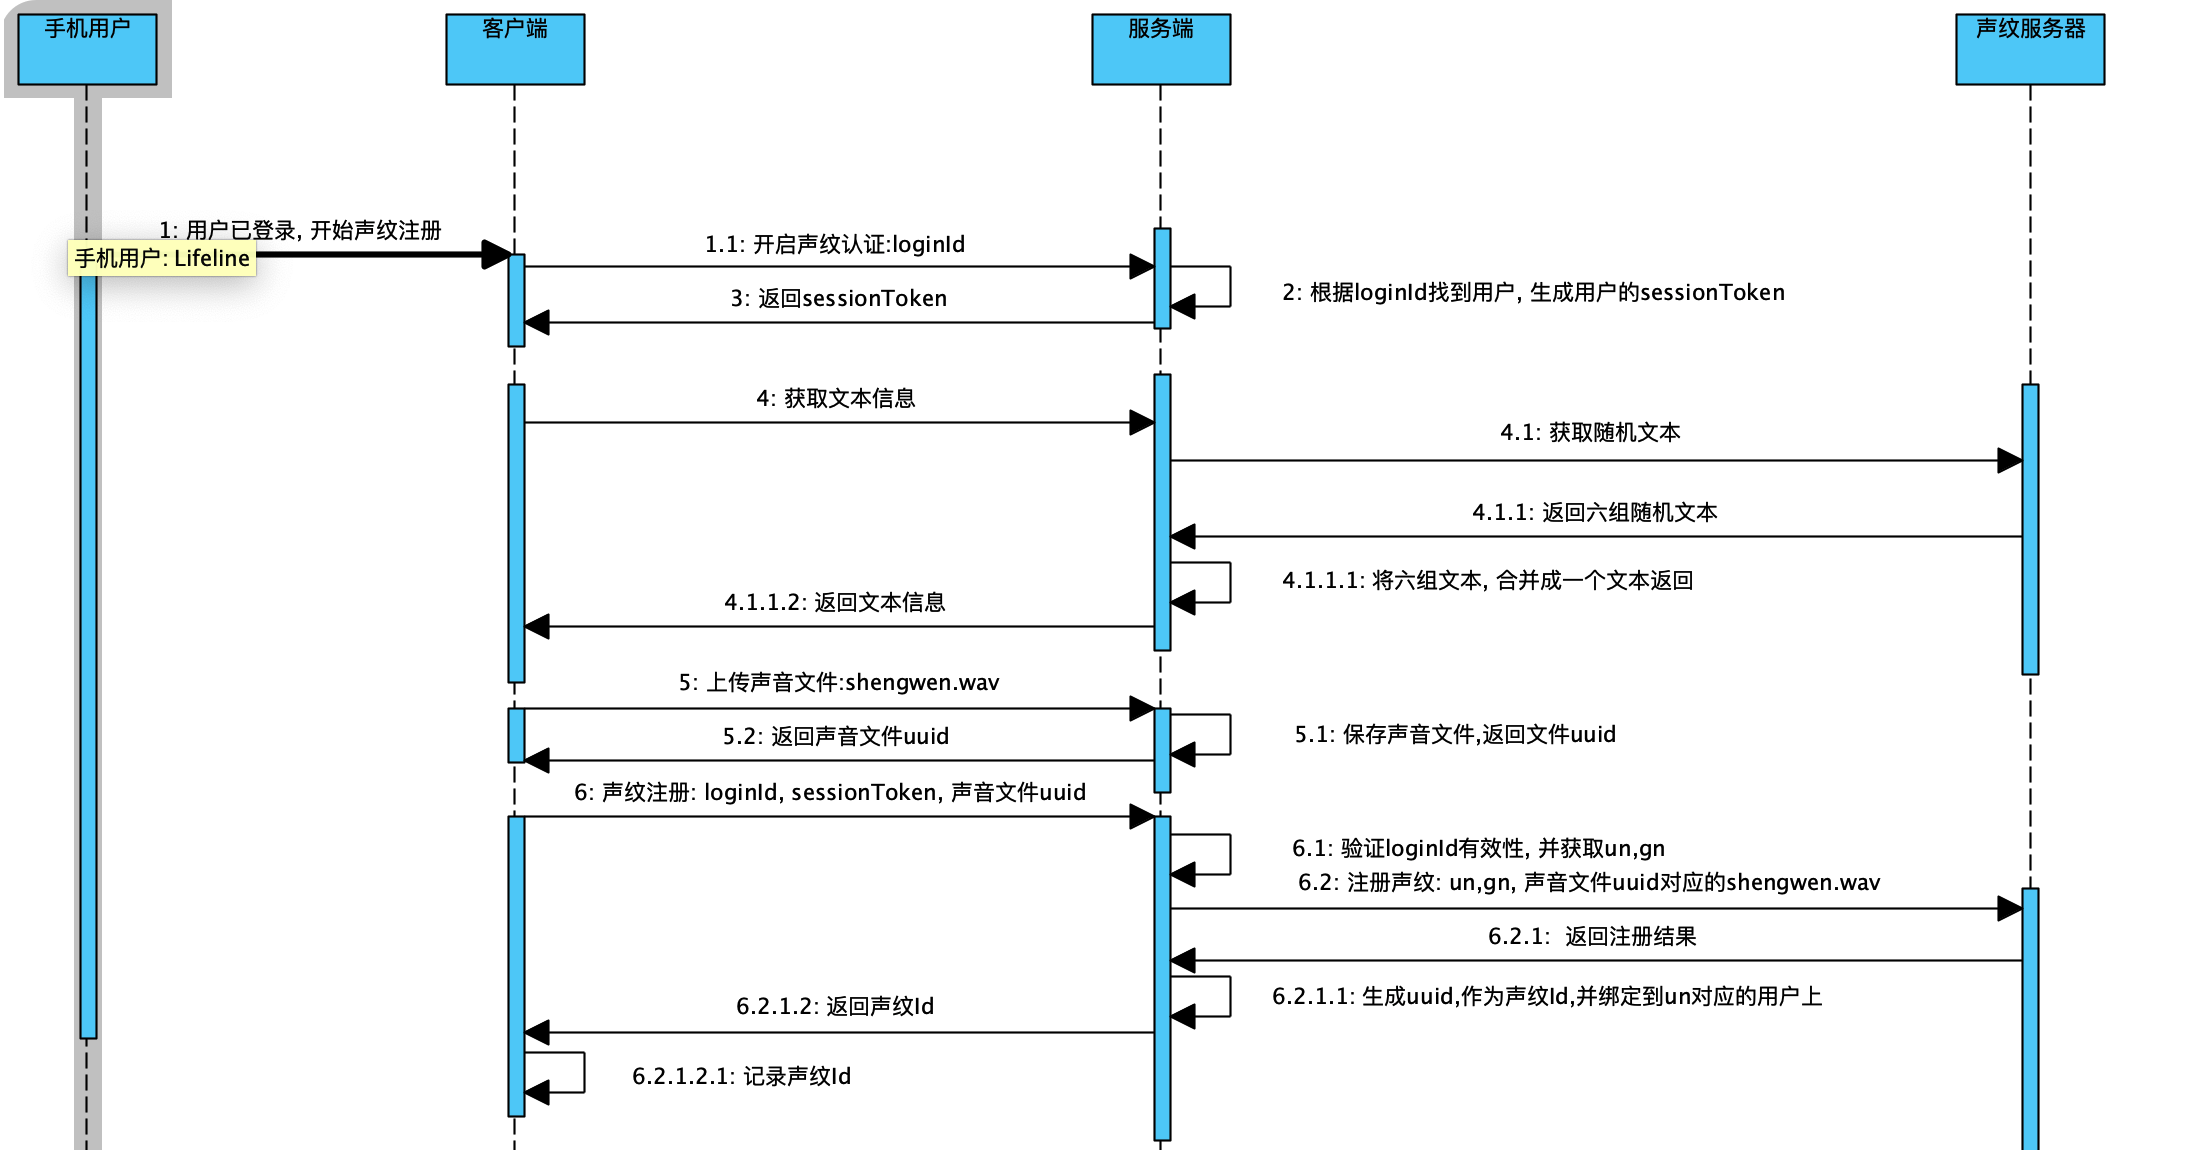 手机用户
客户端
服务端
声纹服务器
1: 用户已登录, 开始声纹注册
手机用户: Lifeline
1.1: 开启声纹认证:loginId
2: 根据loginId找到用户, 生成用户的sessionToken
3: 返回sessionToken
4: 获取文本信息
4.1: 获取随机文本
4.1.1: 返回六组随机文本
4.1.1.1: 将六组文本, 合并成一个文本返回
4.1.1.2: 返回文本信息
5: 上传声音文件:shengwen.wav
5.1: 保存声音文件,返回文件uuid
5.2: 返回声音文件uuid
6: 声纹注册: loginId, sessionToken, 声音文件uuid
6.1: 验证loginId有效性, 并获取un,gn
6.2: 注册声纹: un,gn, 声音文件uuid对应的shengwen.wav
6.2.1: 返回注册结果
6.2.1.1: 生成uuid,作为声纹Id,并绑定到un对应的用户上
6.2.1.2: 返回声纹Id
6.2.1.2.1: 记录声纹Id